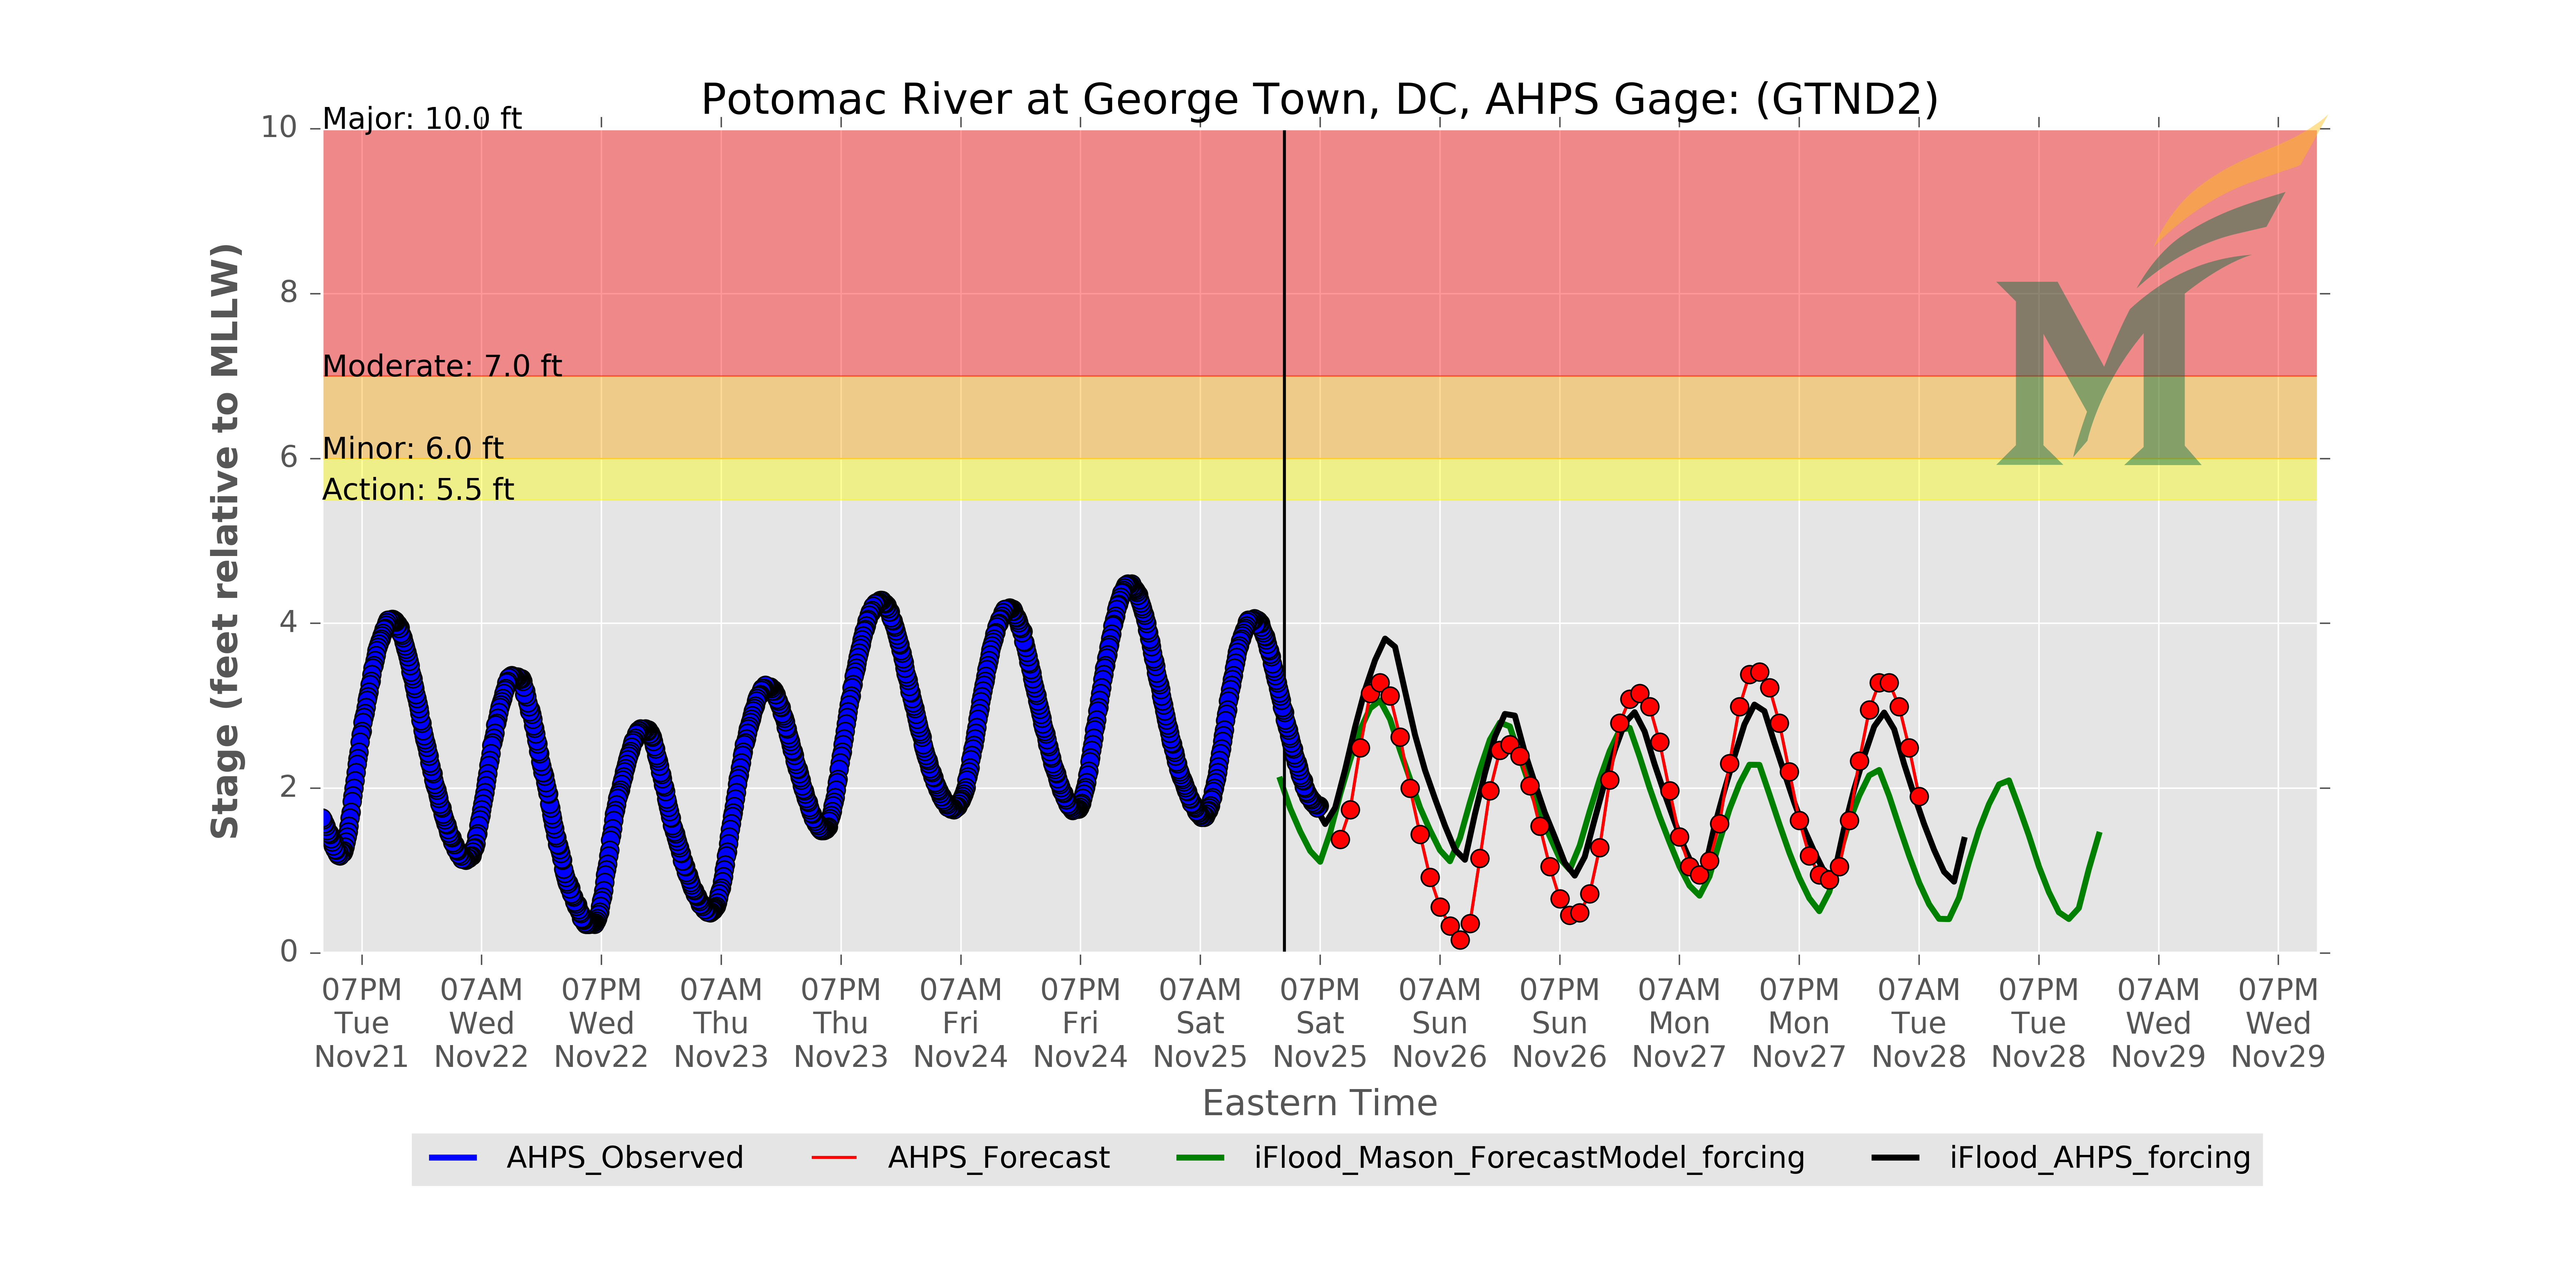 Potomac River at George Town, DC, AHPS Gage: (GTND2)
Major: 10.0 ft
Moderate: 7.0 ft
Minor: 6.0 ft
Action: 5.5 ft
10
8
6
4
2
0
Stage (feet relative to MLLW)
07PM 07AM 07PM 07AM 07PM 07AM 07PM 07AM 07PM 07AM 07PM 07AM 07PM 07AM 07PM 07AM 07PM
Tue Wed Wed Thu Thu Fri Fri Sat Sat Sun Sun Mon Mon Tue Tue Wed Wed
Nov21 Nov22 Nov22 Nov23 Nov23 Nov24 Nov24 Nov25 Nov25 Nov26 Nov26 Nov27 Nov27 Nov28 Nov28 Nov29 Nov29
Eastern Time
AHPS_Observed AHPS_Forecast iFlood_Mason_ForecastModel_forcing iFlood_AHPS_forcing